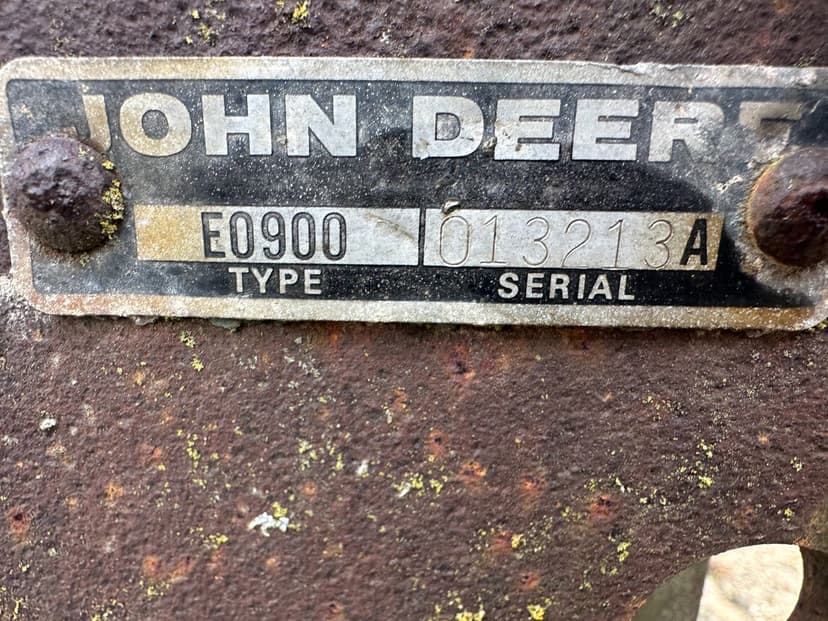 JOHN DEERE
E0900 013213A
TYPE SERIAL